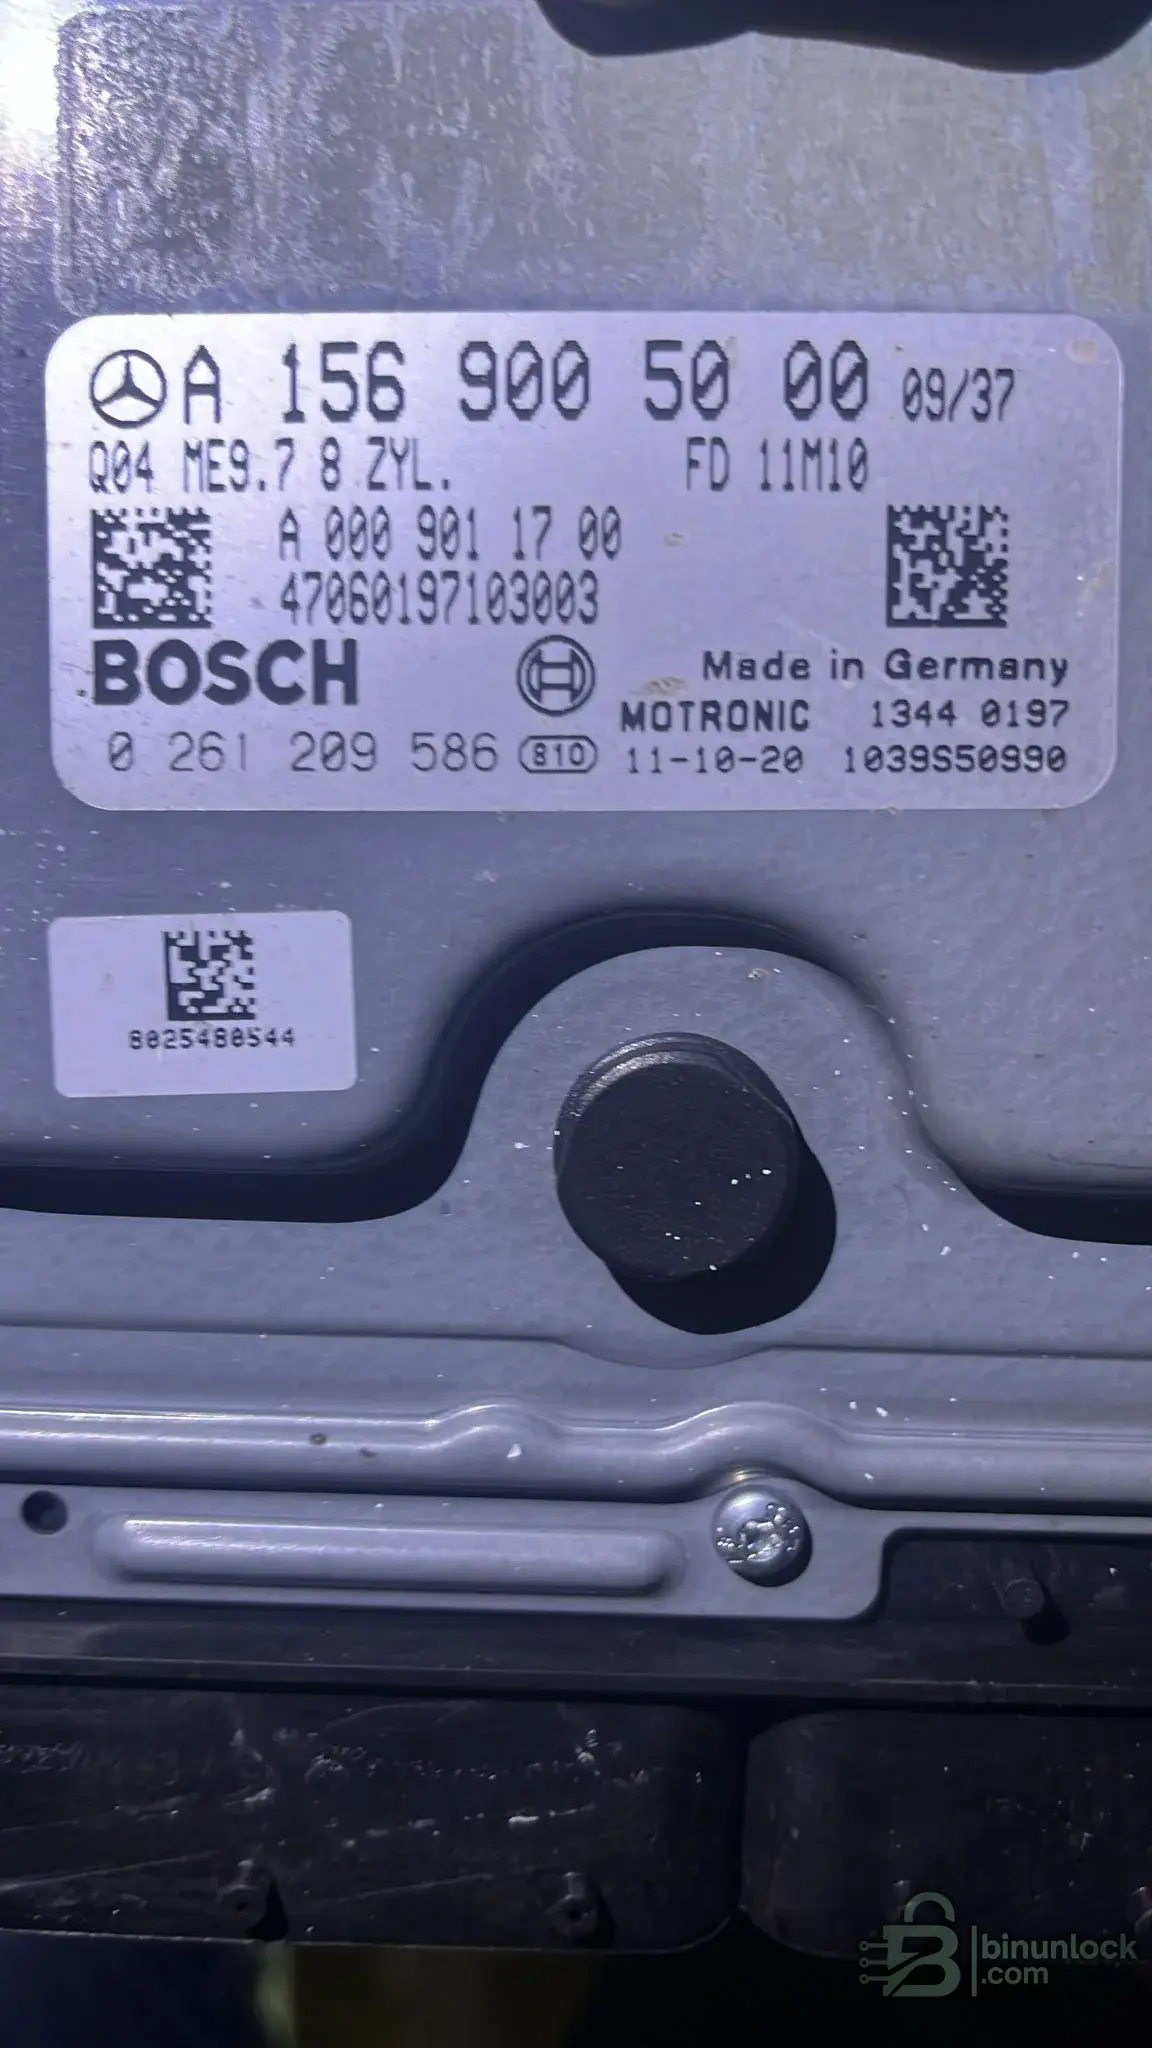 A 156 900 50 00 09/37
Q04 ME9.7 8 ZYL. FD 11M10
A 000 901 17 00
47060197103003
BOSCH
Made in Germany
MOTRONIC 1344 0197
0 261 209 586 810 11-10-20 1039S50990
8025480544
binunlock
.com